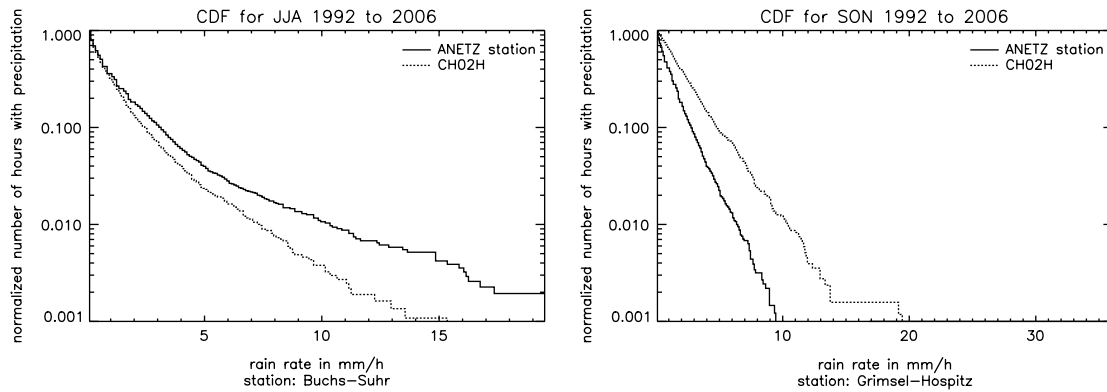 CDF for JJA 1992 to 2006
normalized number of hours with precipitation
1.000
0.100
0.010
0.001
ANETZ station
CH02H
5
10
15
rain rate in mm/h
station: Buchs-Suhr
CDF for SON 1992 to 2006
normalized number of hours with precipitation
1.000
0.100
0.010
0.001
ANETZ station
CH02H
10
20
30
rain rate in mm/h
station: Grimsel-Hospitz